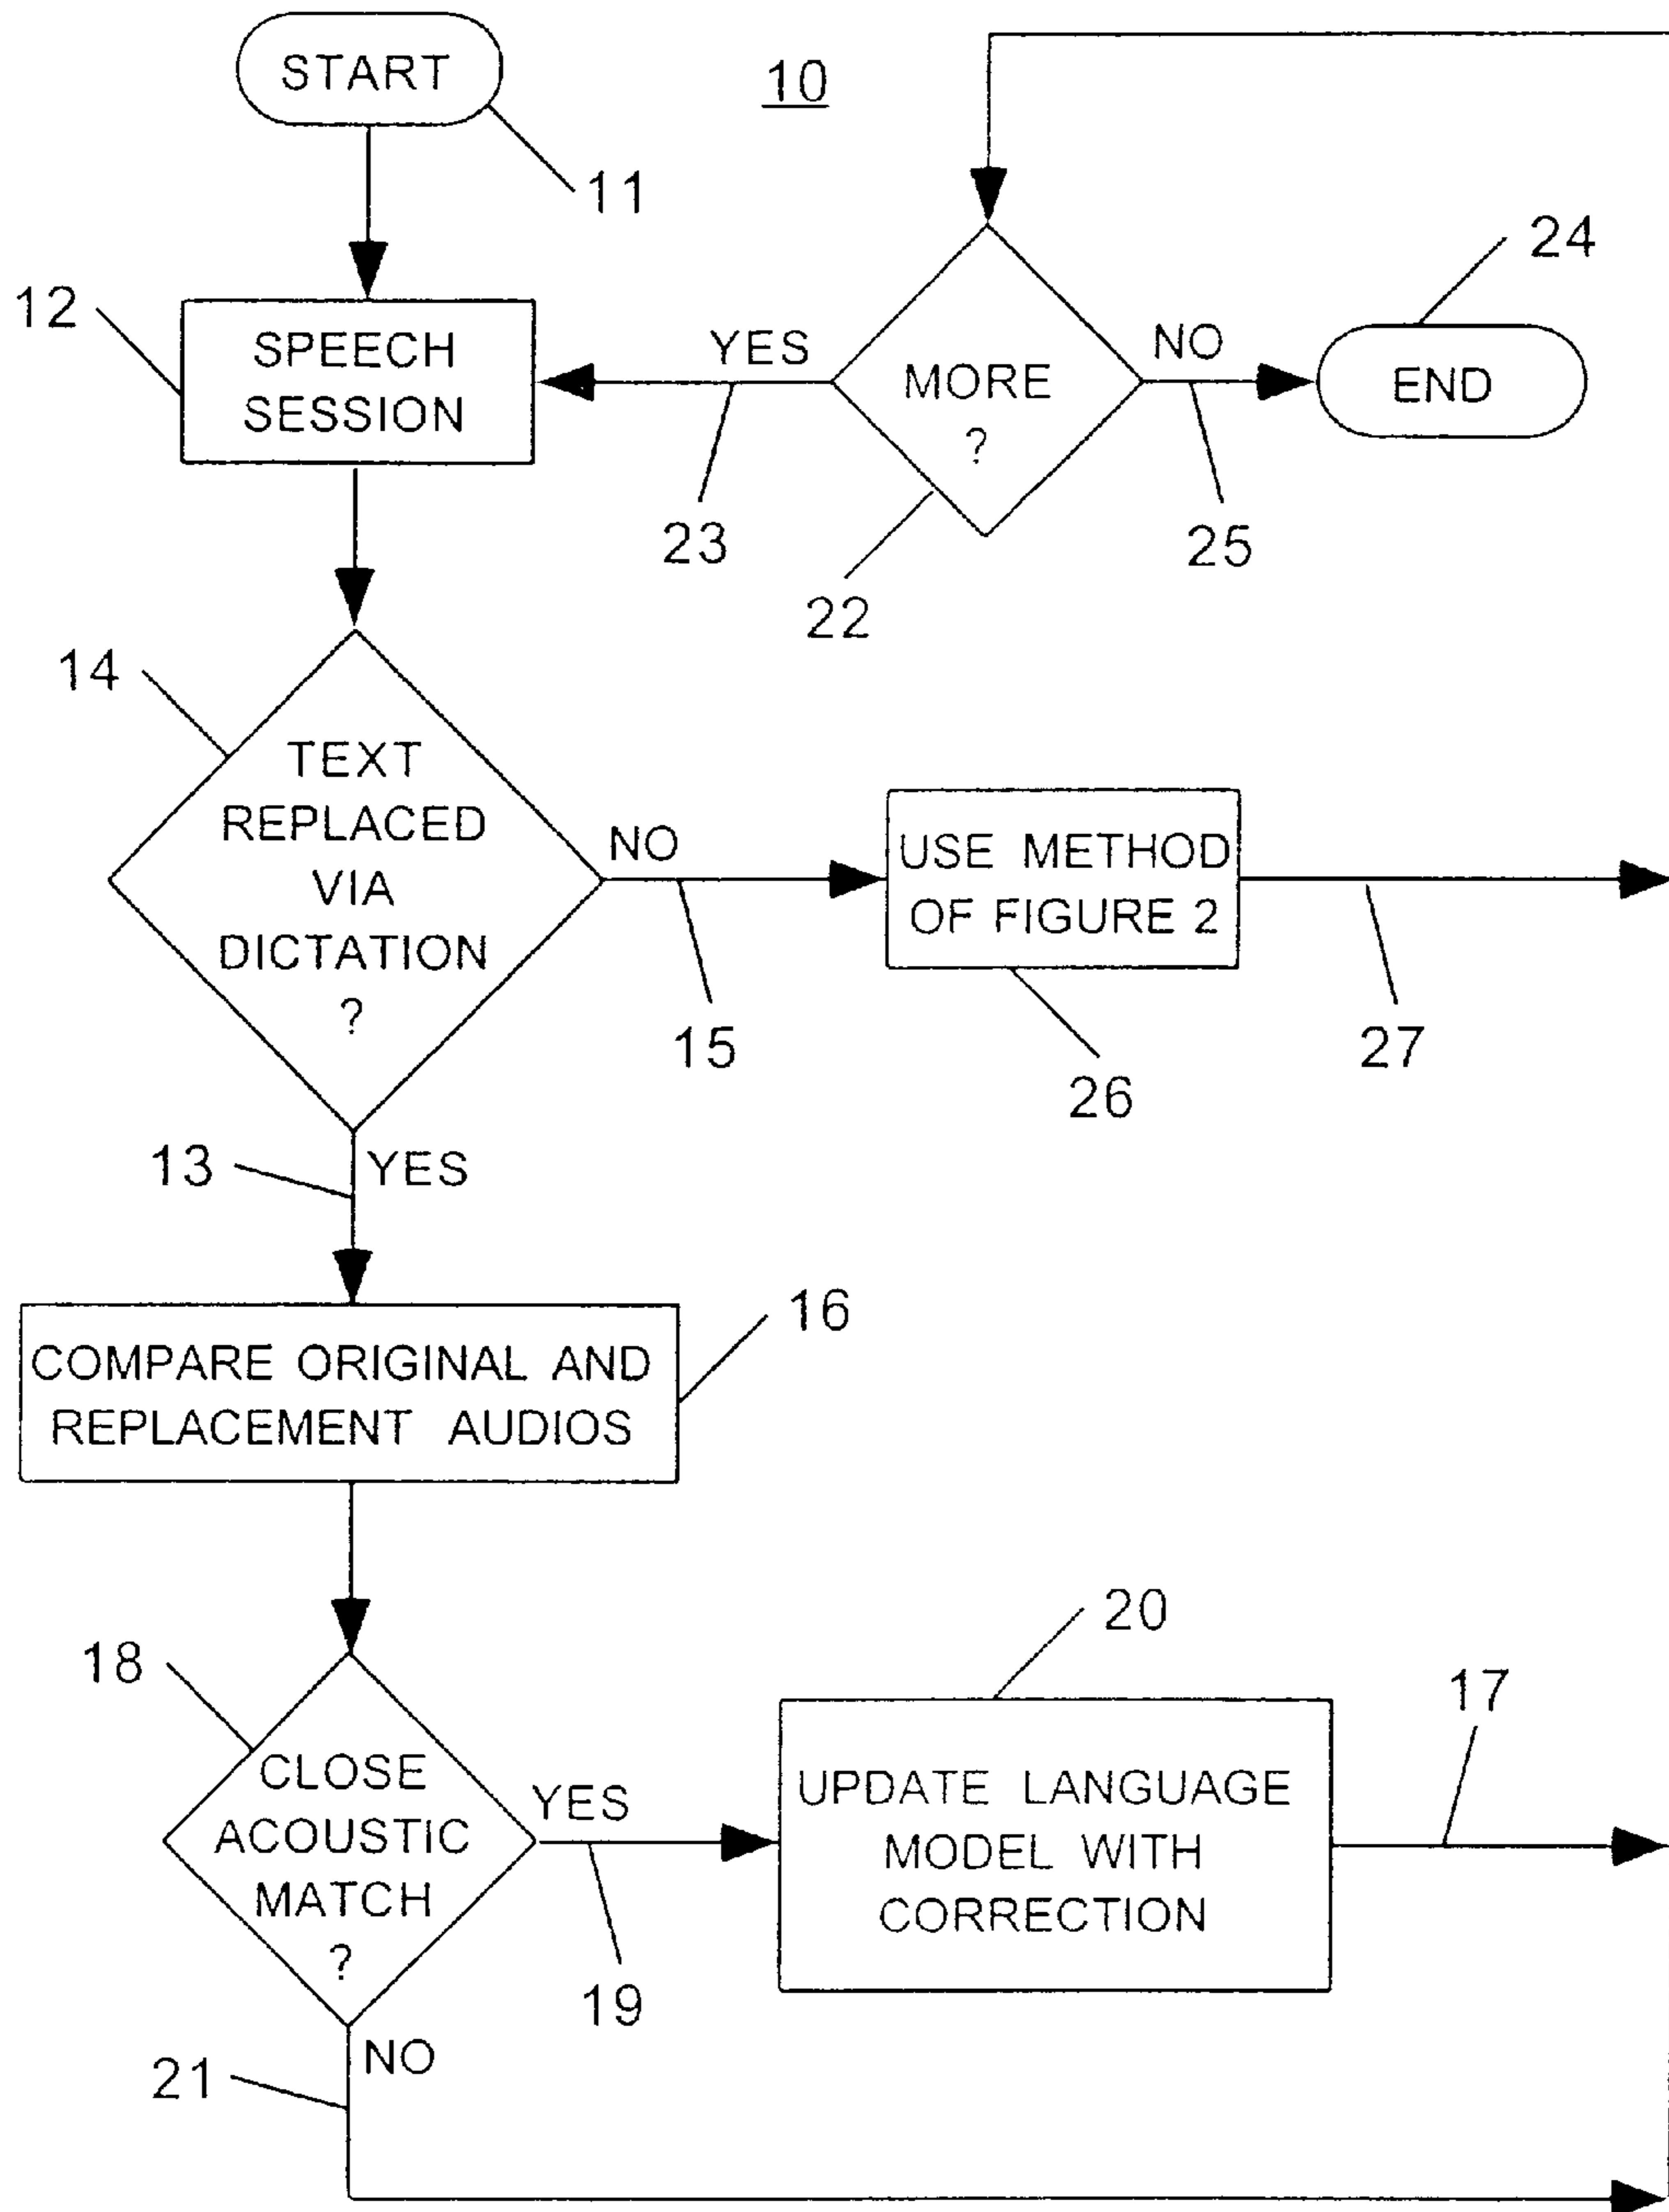 START
10
11
24
12
SPEECH
SESSION
YES
NO
MORE
?
END
23
25
22
14
TEXT
REPLACED
VIA
DICTATION
?
NO
USE METHOD
OF FIGURE 2
15
26
27
13
YES
16
COMPARE ORIGINAL AND
REPLACEMENT AUDIOS
18
CLOSE
ACOUSTIC
MATCH
?
YES
20
17
UPDATE LANGUAGE
MODEL WITH
CORRECTION
19
NO
21